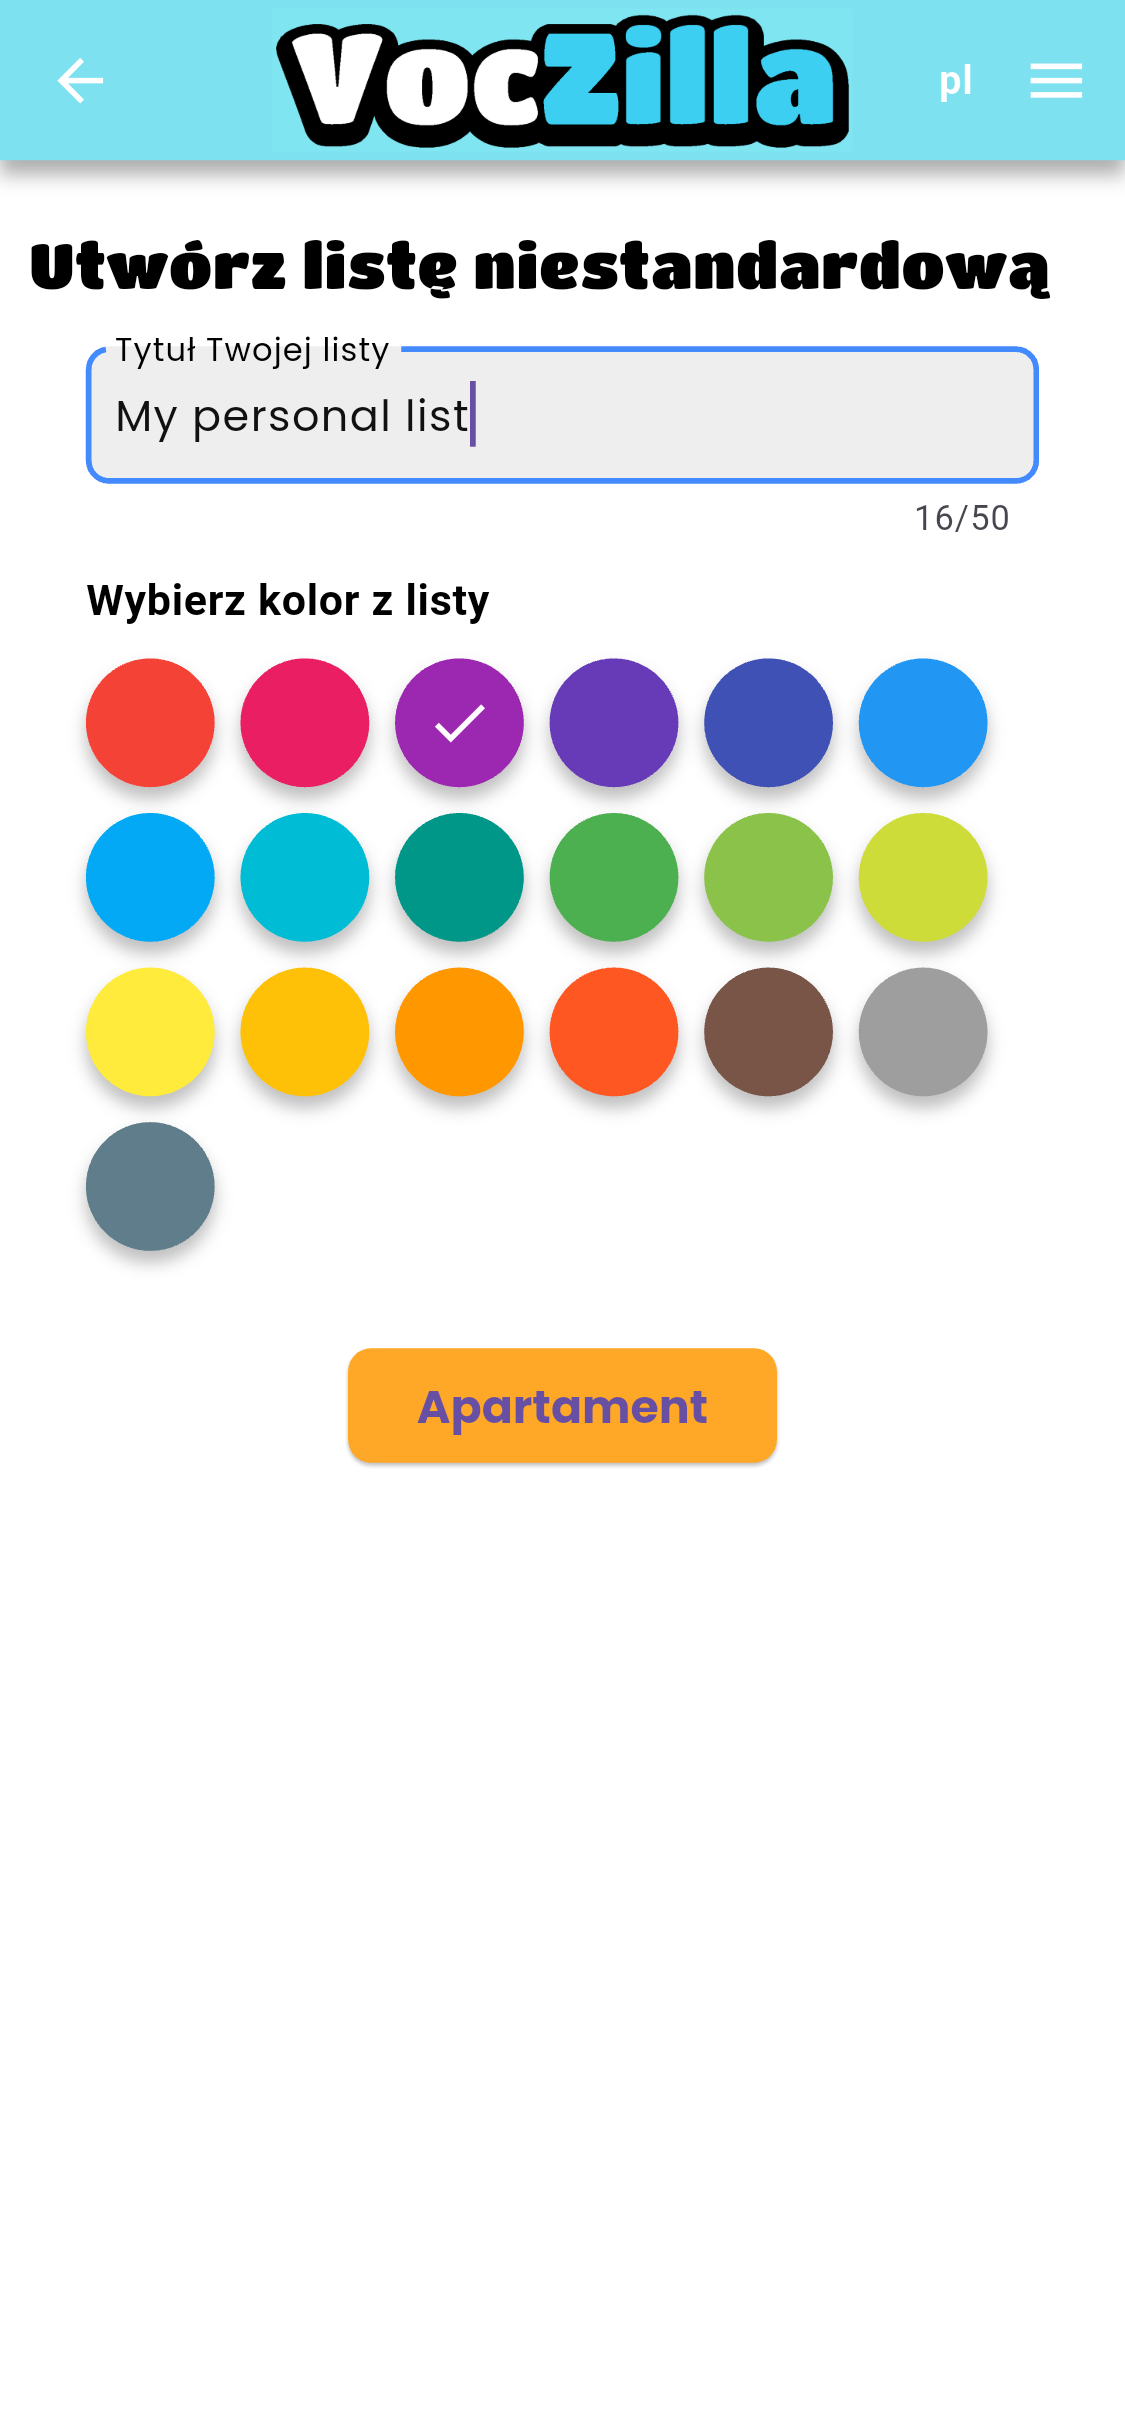 VocZilla
pl
Utwórz listę niestandardową
Tytuł Twojej listy
My personal list
16/50
Wybierz kolor z listy
Apartament